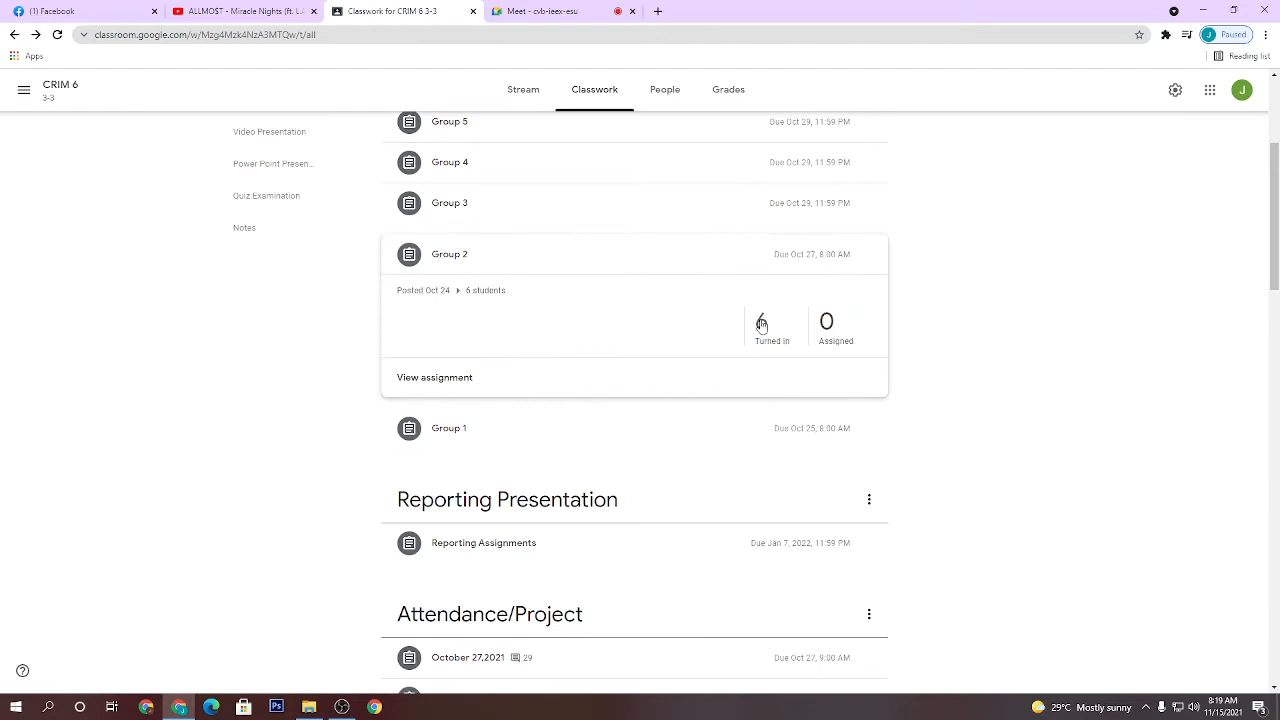 (1) Facebook
ALLMOST - Miracle Nights (ft. L.A
Classwork for CRIM 6 3-3
Meet - cvb-ieex-esu
classroom.google.com/w/Mzg4Mzk4NzA3MTQw/t/all
J
Paused
Apps
Reading list
CRIM 6
3-3
Stream
Classwork
People
Grades
J
Video Presentation
Power Point Presen...
Quiz Examination
Notes
Group 5
Due Oct 29, 11:59 PM
Group 4
Due Oct 29, 11:59 PM
Group 3
Due Oct 29, 11:59 PM
Group 2
Due Oct 27, 8:00 AM
Posted Oct 24
6 students
6
Turned in
0
Assigned
View assignment
Group 1
Due Oct 25, 8:00 AM
Reporting Presentation
Reporting Assignments
Due Jan 7, 2022, 11:59 PM
Attendance/Project
October 27,2021
29
Due Oct 27, 9:00 AM
Ps
29°C Mostly sunny
8:19 AM
11/15/2021
3